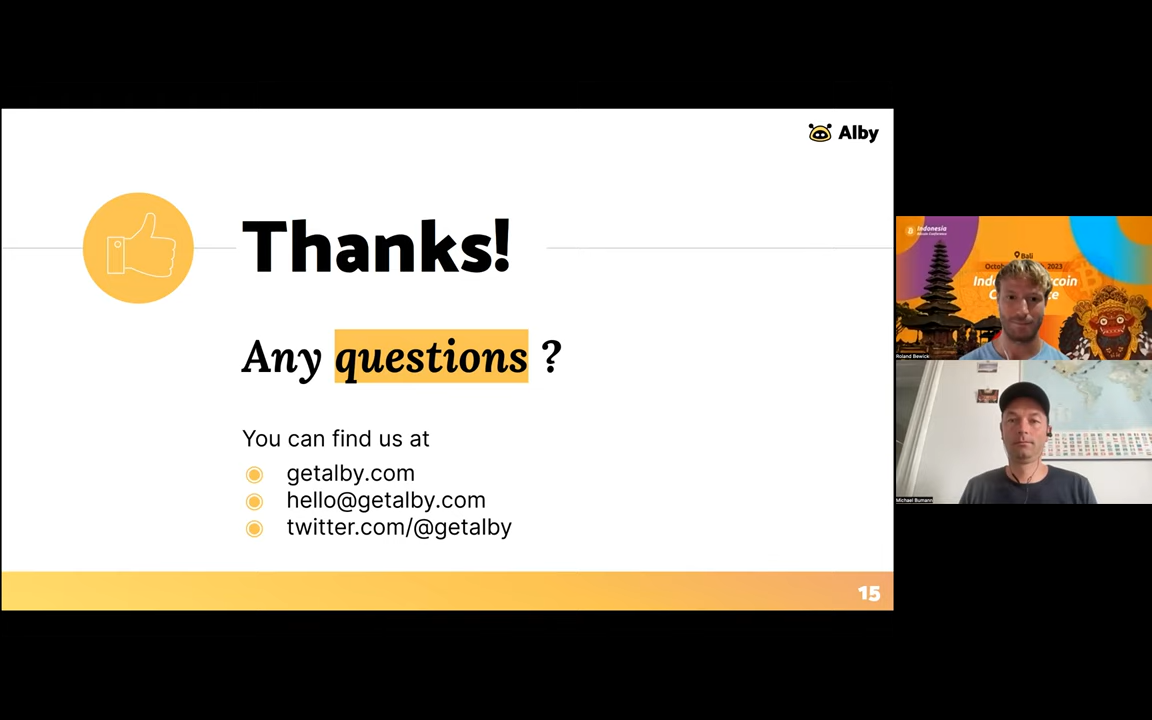 Alby
Thanks!
Any questions ?
You can find us at
getalby.com
hello@getalby.com
twitter.com/@getalby
15
Indonesia
Bali
2023
Roland Bewick
Michael Bumann